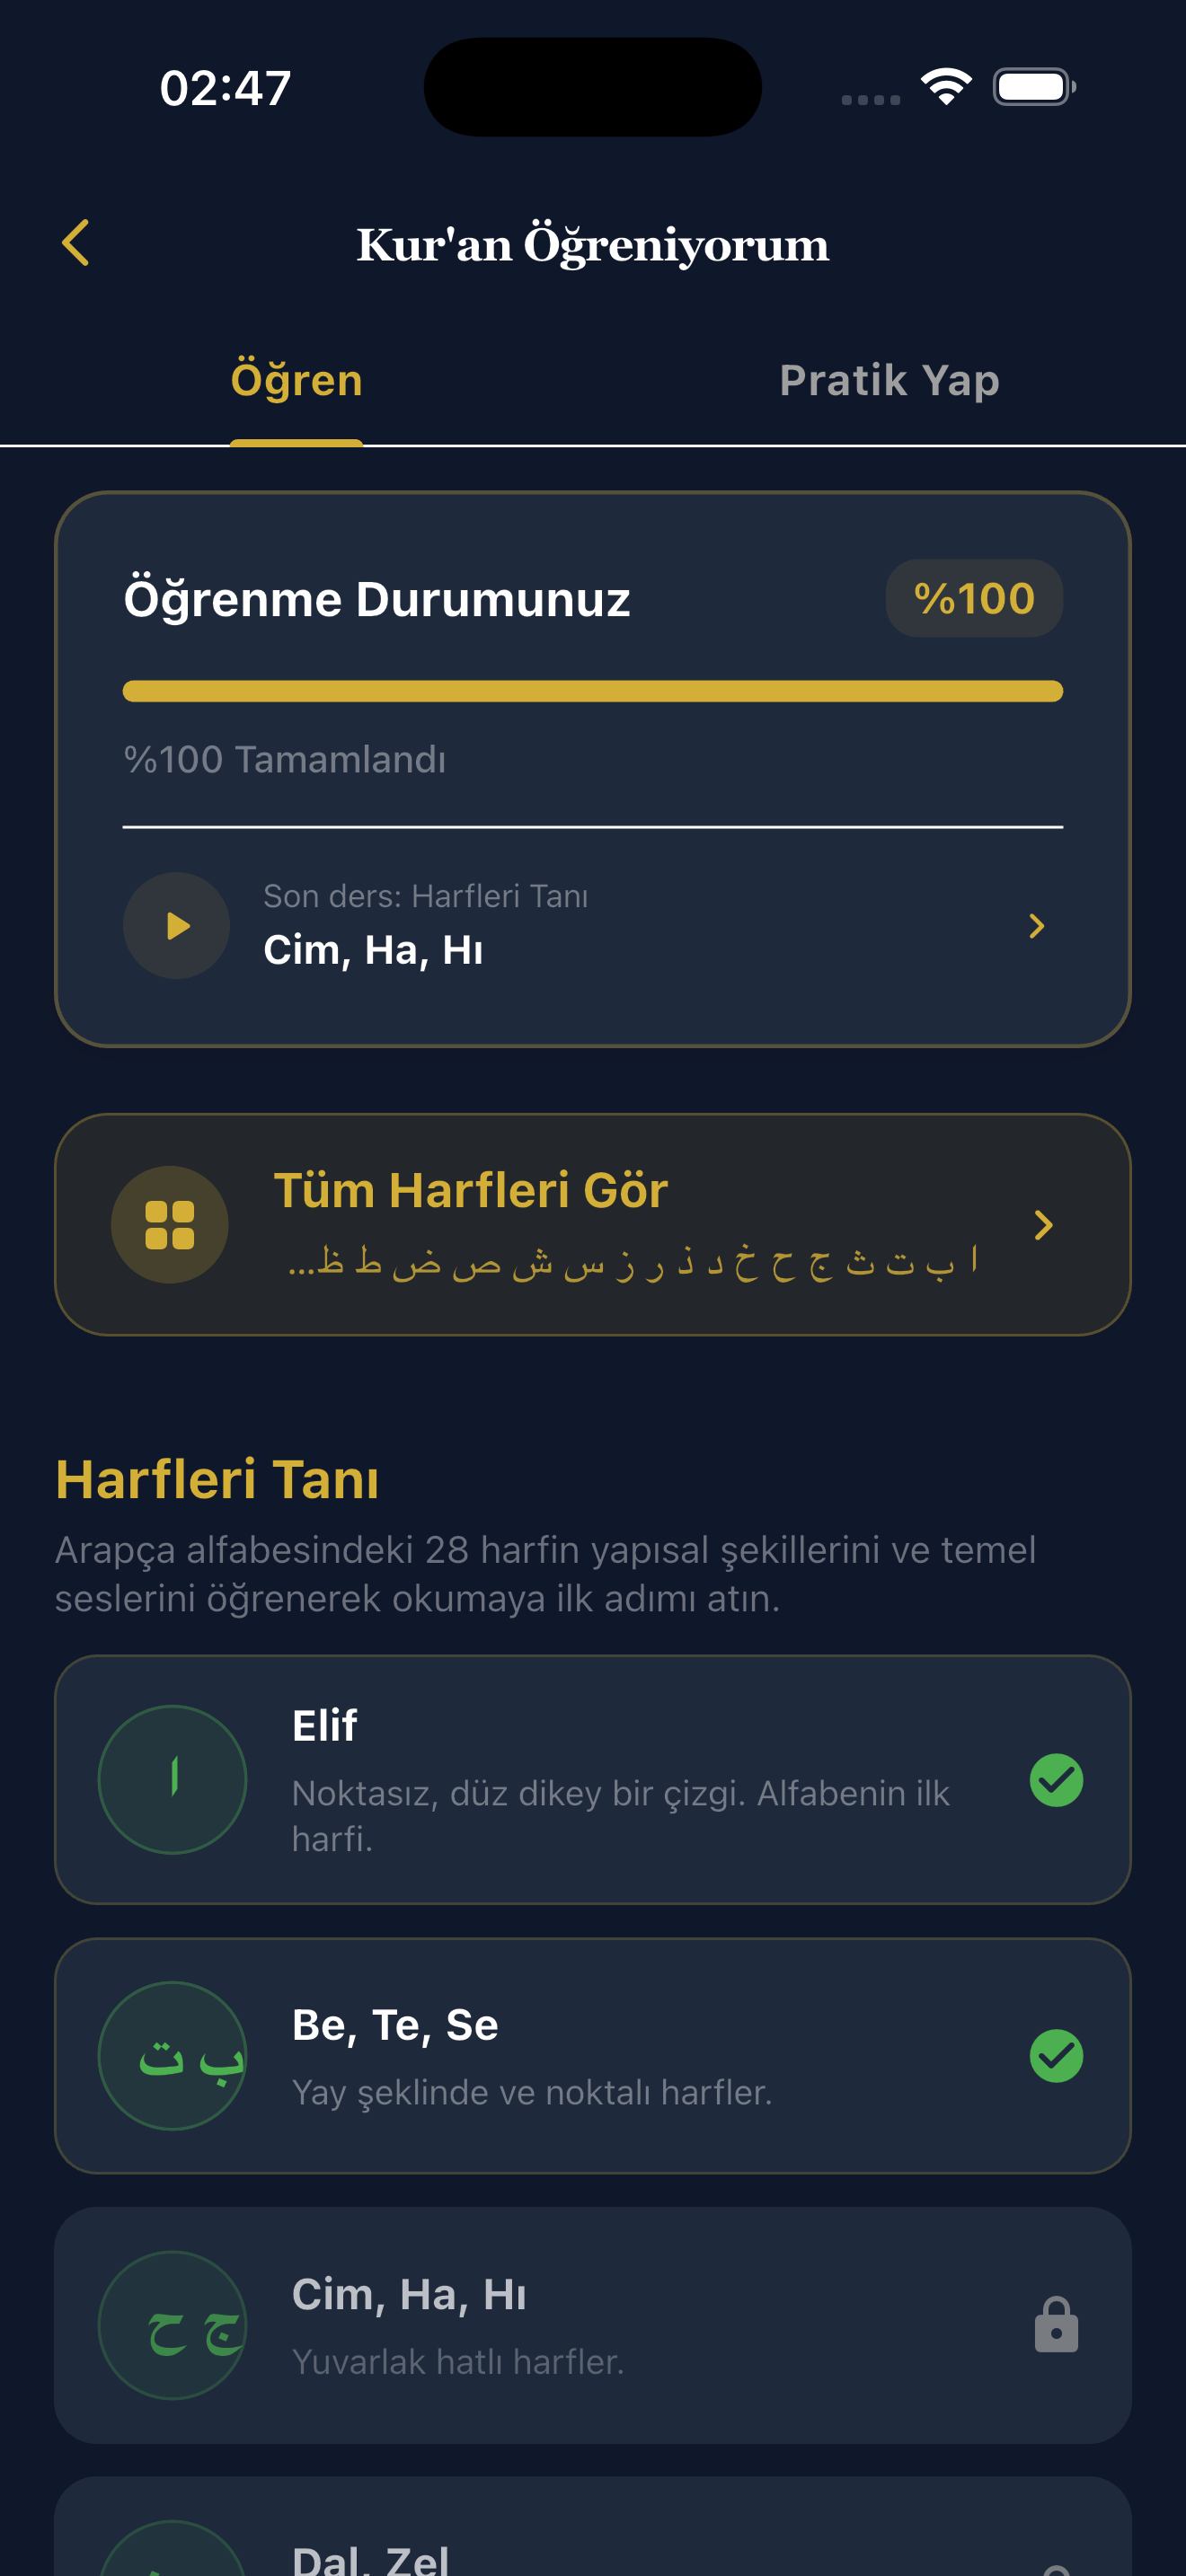 02:47
Kur'an Öğreniyorum
Öğren
Pratik Yap
Öğrenme Durumunuz
%100
%100 Tamamlandı
Son ders: Harfleri Tanı
Cim, Ha, Hı
Tüm Harfleri Gör
ا ب ت ث ج ح خ د ذ ر ز س ش ص ض ط ظ...
Harfleri Tanı
Arapça alfabesindeki 28 harfin yapısal şekillerini ve temel
seslerini öğrenerek okumaya ilk adımı atın.
ا
Elif
Noktasız, düz dikey bir çizgi. Alfabenin ilk
harfi.
ب ت
Be, Te, Se
Yay şeklinde ve noktalı harfler.
ج ح
Cim, Ha, Hı
Yuvarlak hatlı harfler.
Dal, Zel